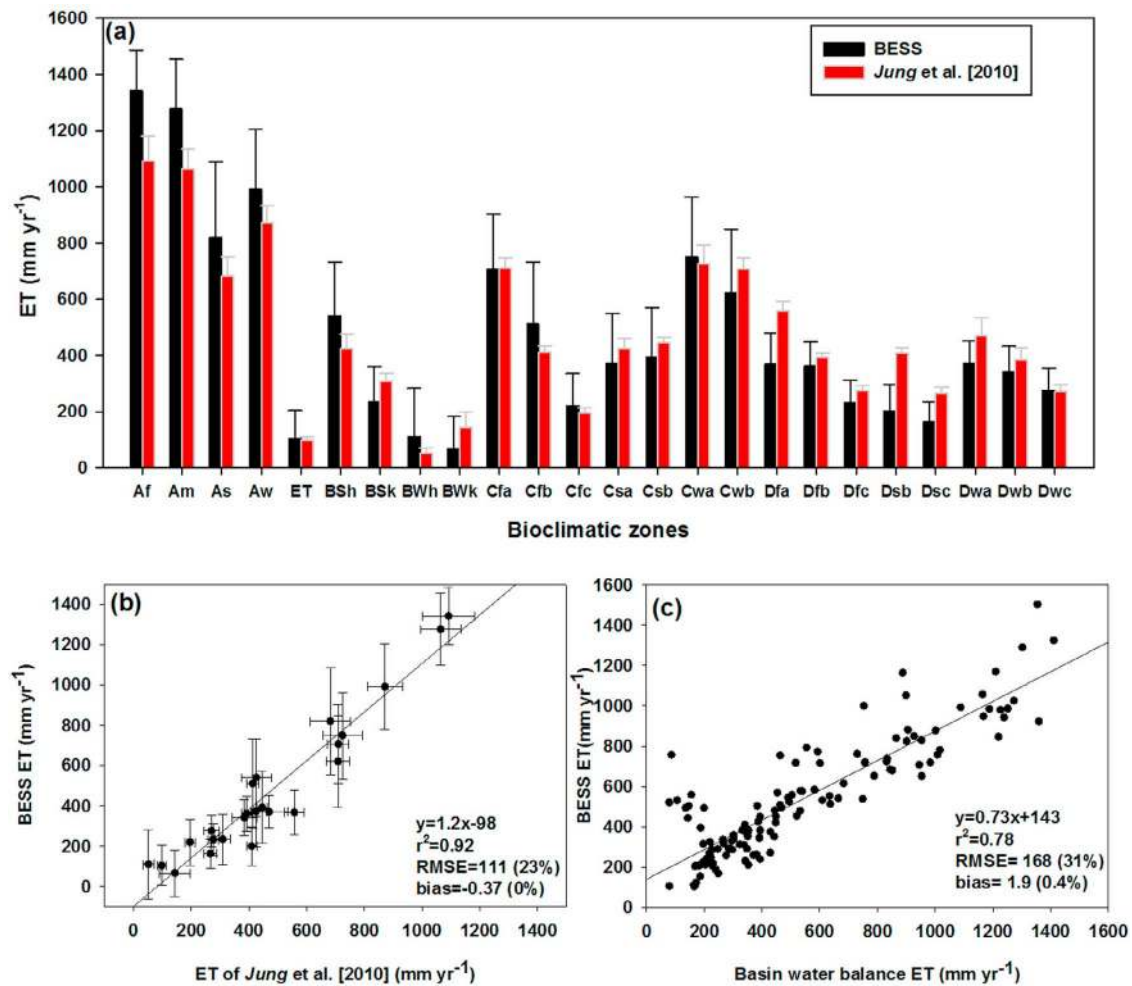 (a)
BESS
Jung et al. [2010]
1600
1400
1200
1000
800
600
400
200
0
ET (mm yr⁻¹)
Af Am As Aw ET BSh BSk BWh BWk Cfa Cfb Cfc Csa Csb Cwa Cwb Dfa Dfb Dfc Dsb Dsc Dwa Dwb Dwc
Bioclimatic zones
(b)
1400
1200
1000
800
600
400
200
0
BESS ET (mm yr⁻¹)
y=1.2x-98
r²=0.92
RMSE=111 (23%)
bias=-0.37 (0%)
0 200 400 600 800 1000 1200 1400
ET of Jung et al. [2010] (mm yr⁻¹)
(c)
1600
1400
1200
1000
800
600
400
200
0
BESS ET(mm yr⁻¹)
y=0.73x+143
r²=0.78
RMSE= 168 (31%)
bias= 1.9 (0.4%)
0 200 400 600 800 1000 1200 1400 1600
Basin water balance ET (mm yr⁻¹)